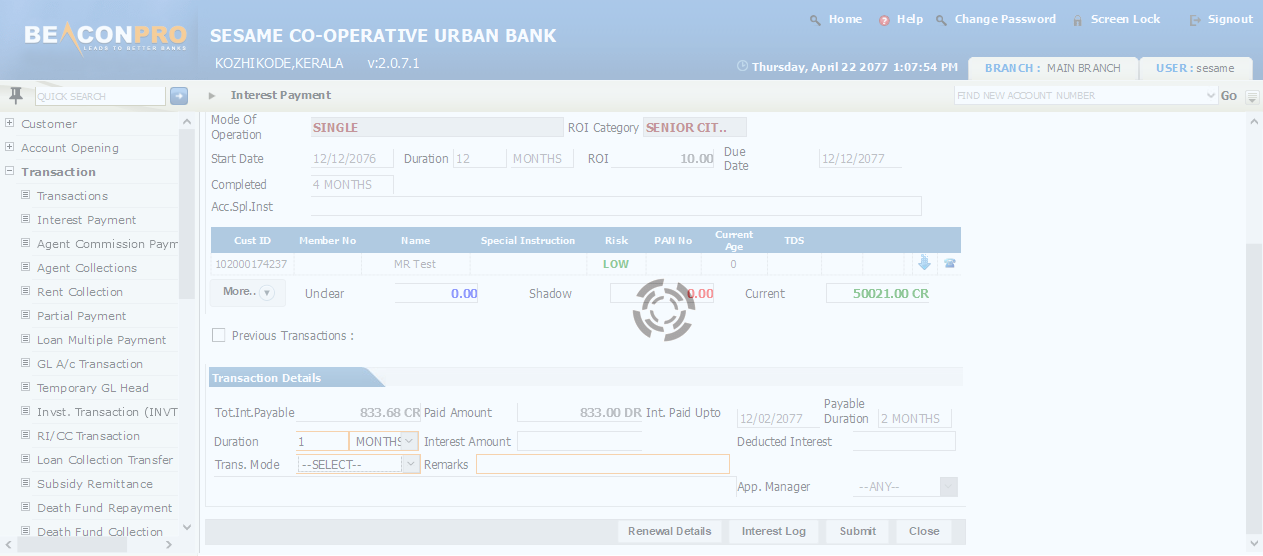 Home Help Change Password Screen Lock Signout
BEACONPRO
LEADS TO BETTER BANKS
SESAME CO-OPERATIVE URBAN BANK
KOZHIKODE,KERALA v:2.0.7.1
Thursday, April 22 2077 1:07:54 PM BRANCH : MAIN BRANCH USER : sesame
QUICK SEARCH Interest Payment FIND NEW ACCOUNT NUMBER Go
Customer
Account Opening
Transaction
Transactions
Interest Payment
Agent Commission Paym
Agent Collections
Rent Collection
Partial Payment
Loan Multiple Payment
GL A/c Transaction
Temporary GL Head
Invst. Transaction (INVT
RI/CC Transaction
Loan Collection Transfer
Subsidy Remittance
Death Fund Repayment
Death Fund Collection
Mode Of Operation SINGLE ROI Category SENIOR CIT..
Start Date 12/12/2076 Duration 12 MONTHS ROI 10.00 Due Date 12/12/2077
Completed 4 MONTHS
Acc.Spl.Inst
Cust ID Member No Name Special Instruction Risk PAN No Current Age TDS
102000174237 MR Test LOW 0
More.. Unclear 0.00 Shadow 0.00 Current 50021.00 CR
Previous Transactions :
Transaction Details
Tot.Int.Payable 833.68 CR Paid Amount 833.00 DR Int. Paid Upto 12/02/2077 Payable Duration 2 MONTHS
Duration 1 MONTHS Interest Amount Deducted Interest
Trans. Mode --SELECT-- Remarks
App. Manager --ANY--
Renewal Details Interest Log Submit Close